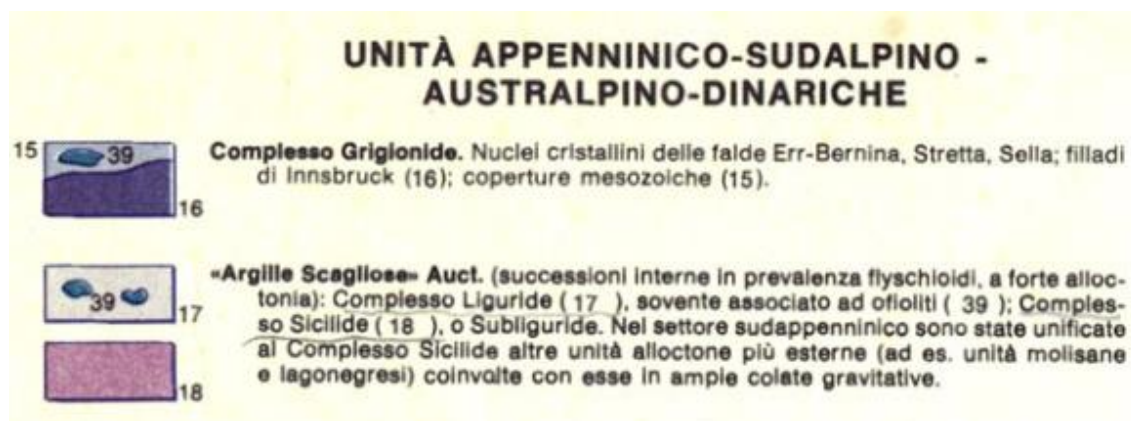 UNITÀ APPENNINICO-SUDALPINO -
AUSTRALPINO-DINARICHE
15
39
16
Complesso Grigionide. Nuclei cristallini delle falde Err-Bernina, Stretta, Sella; filladi
di Innsbruck (16); coperture mesozoiche (15).
39
17
18
«Argille Scagliose» Auct. (successioni interne in prevalenza flyschioidi, a forte alloc-
tonia): Complesso Liguride ( 17 ), sovente associato ad ofioliti ( 39 ); Comples-
so Sicilide ( 18 ), o Subliguride. Nel settore sudappenninico sono state unificate
al Complesso Sicilide altre unità alloctone più esterne (ad es. unità molisane
e lagonegresi) coinvolte con esse in ampie colate gravitative.